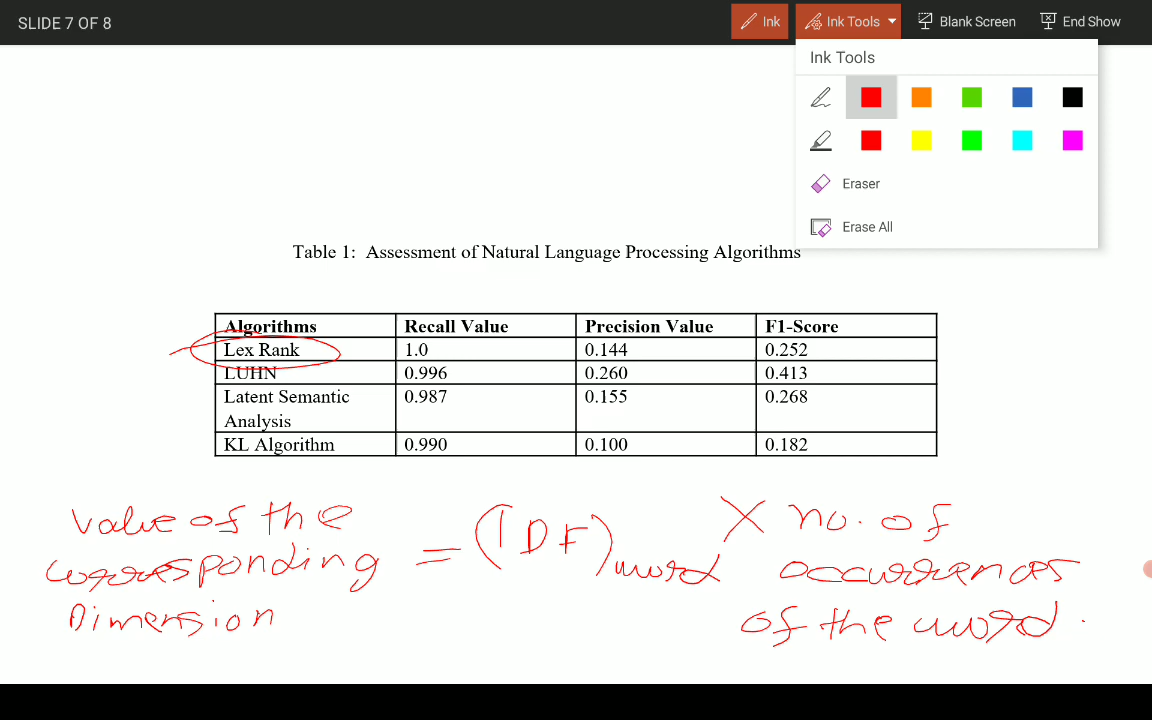 SLIDE 7 OF 8
Ink
Ink Tools
Blank Screen
End Show
Ink Tools
Eraser
Erase All
Table 1: Assessment of Natural Language Processing Algorithms
Algorithms Recall Value Precision Value F1-Score
Lex Rank 1.0 0.144 0.252
LUHN 0.996 0.260 0.413
Latent Semantic 0.987 0.155 0.268
Analysis
KL Algorithm 0.990 0.100 0.182
value of the
corresponding
Dimension
= (IDF)word
X no. of
occurrences
of the word.